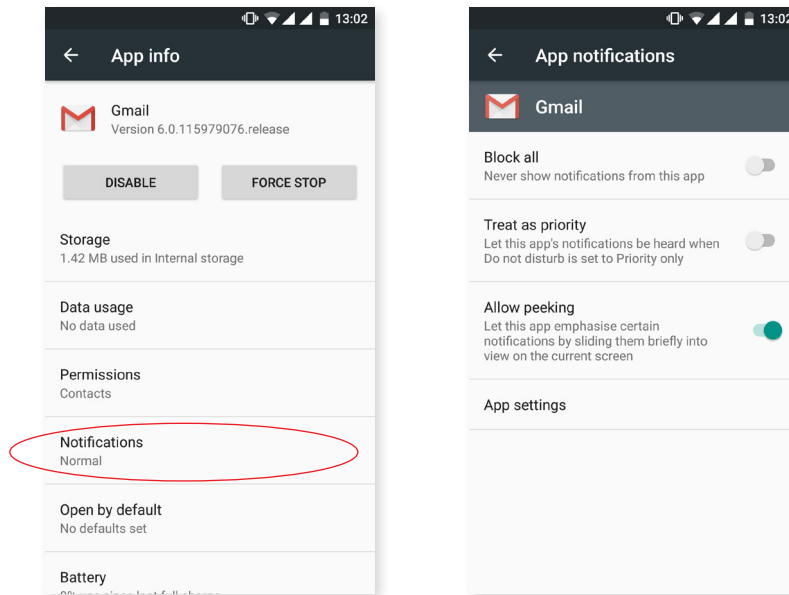 13:02
App info
Gmail
Version 6.0.115979076.release
DISABLE
FORCE STOP
Storage
1.42 MB used in Internal storage
Data usage
No data used
Permissions
Contacts
Notifications
Normal
Open by default
No defaults set
Battery
13:02
App notifications
Gmail
Block all
Never show notifications from this app
Treat as priority
Let this app's notifications be heard when
Do not disturb is set to Priority only
Allow peeking
Let this app emphasise certain
notifications by sliding them briefly into
view on the current screen
App settings